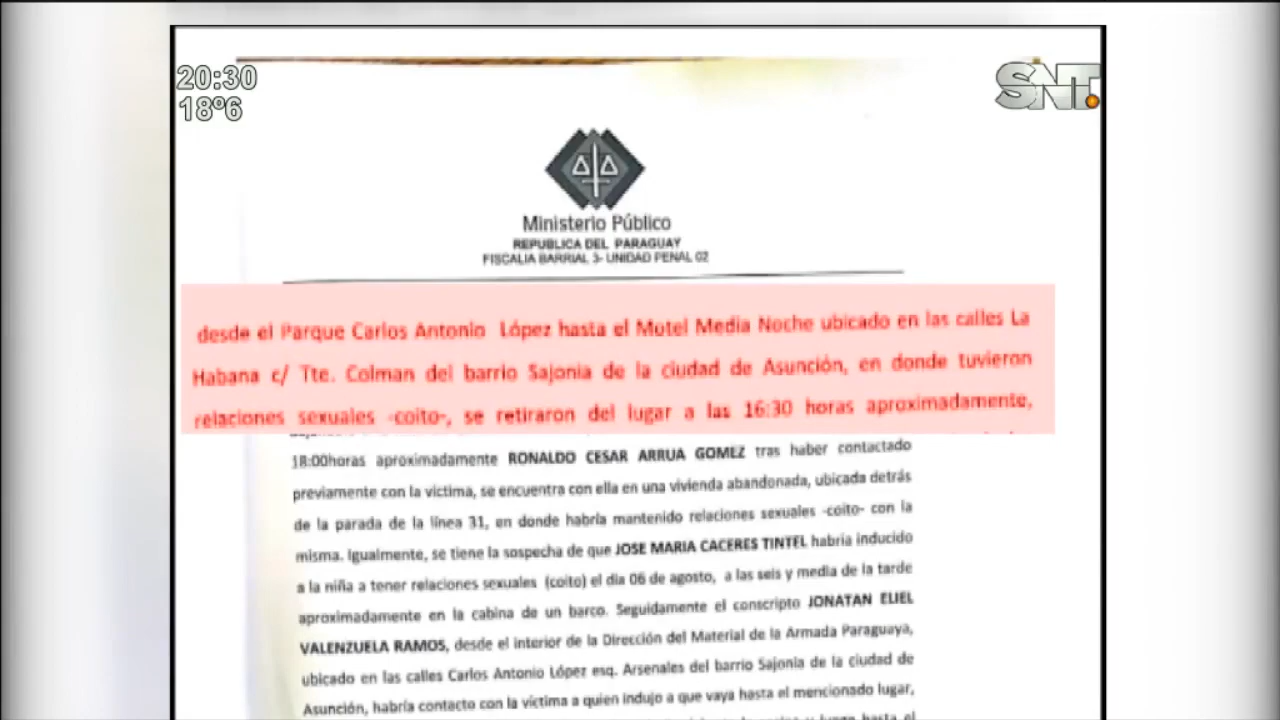 20:30
18º6
SNT
Ministerio Público
REPUBLICA DEL PARAGUAY
FISCALIA BARRIAL 3- UNIDAD PENAL 02
desde el Parque Carlos Antonio López hasta el Motel Media Noche ubicado en las calles La
Habana c/ Tte. Colman del barrio Sajonia de la ciudad de Asunción, en donde tuvieron
relaciones sexuales -coito-, se retiraron del lugar a las 16:30 horas aproximadamente,
18:00horas aproximadamente RONALDO CESAR ARRUA GOMEZ tras haber contactado
previamente con la víctima, se encuentra con ella en una vivienda abandonada, ubicada detrás
de la parada de la línea 31, en donde habría mantenido relaciones sexuales -coito- con la
misma. Igualmente, se tiene la sospecha de que JOSE MARIA CACERES TINTEL habría inducido
a la niña a tener relaciones sexuales (coito) el día 06 de agosto, a las seis y media de la tarde
aproximadamente en la cabina de un barco. Seguidamente el conscripto JONATAN ELIEL
VALENZUELA RAMOS, desde el interior de la Dirección del Material de la Armada Paraguaya,
ubicado en las calles Carlos Antonio López esq. Arsenales del barrio Sajonia de la ciudad de
Asunción, habría contacto con la víctima a quien indujo a que vaya hasta el mencionado lugar,